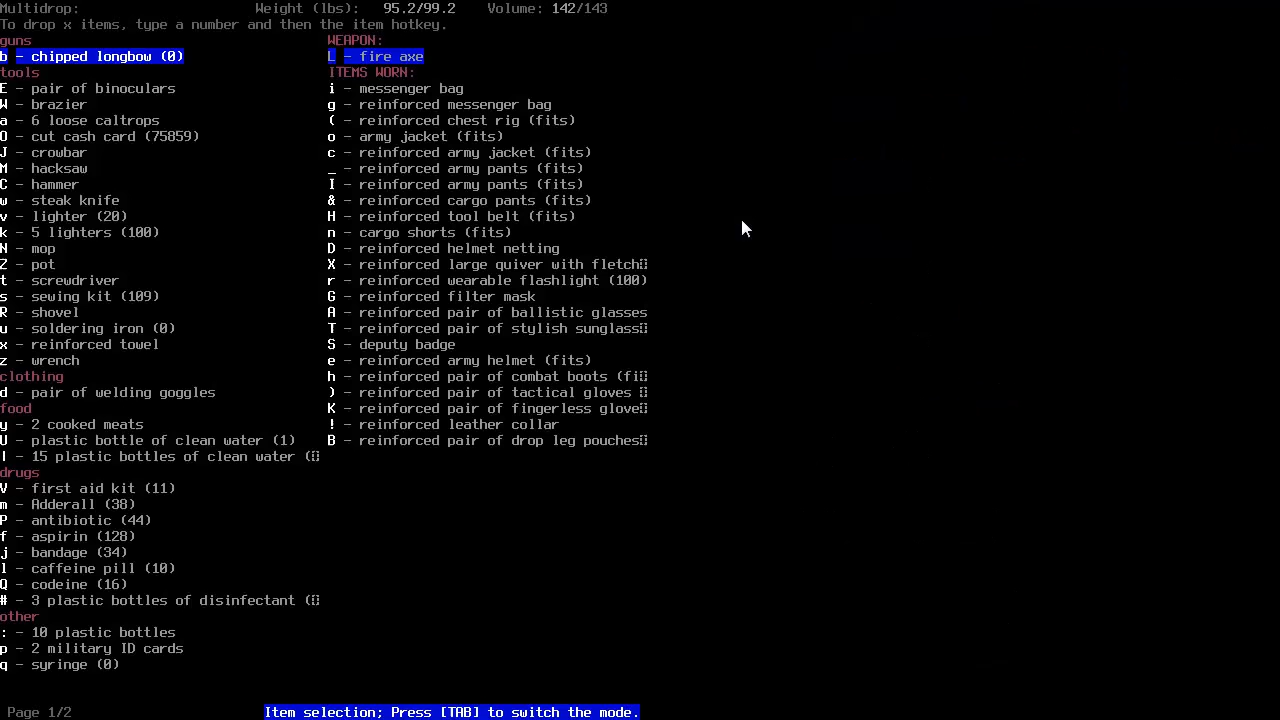 Multidrop: Weight (lbs): 95.2/99.2 Volume: 142/143
To drop x items, type a number and then the item hotkey.
guns
b - chipped longbow (0)
tools
E - pair of binoculars
W - brazier
a - 6 loose caltrops
O - cut cash card (75859)
J - crowbar
M - hacksaw
C - hammer
w - steak knife
v - lighter (20)
k - 5 lighters (100)
N - mop
Z - pot
t - screwdriver
s - sewing kit (109)
R - shovel
u - soldering iron (0)
x - reinforced towel
z - wrench
clothing
d - pair of welding goggles
food
y - 2 cooked meats
U - plastic bottle of clean water (1)
| - 15 plastic bottles of clean water (
drugs
V - first aid kit (11)
m - Adderall (38)
P - antibiotic (44)
f - aspirin (128)
j - bandage (34)
l - caffeine pill (10)
Q - codeine (16)
# - 3 plastic bottles of disinfectant (
other
: - 10 plastic bottles
p - 2 military ID cards
q - syringe (0)
WEAPON:
L - fire axe
ITEMS WORN:
i - messenger bag
g - reinforced messenger bag
( - reinforced chest rig (fits)
o - army jacket (fits)
c - reinforced army jacket (fits)
_ - reinforced army pants (fits)
I - reinforced army pants (fits)
& - reinforced cargo pants (fits)
H - reinforced tool belt (fits)
n - cargo shorts (fits)
D - reinforced helmet netting
X - reinforced large quiver with fletch
r - reinforced wearable flashlight (100)
G - reinforced filter mask
A - reinforced pair of ballistic glasses
T - reinforced pair of stylish sunglass
S - deputy badge
e - reinforced army helmet (fits)
h - reinforced pair of combat boots (fi
) - reinforced pair of tactical gloves
K - reinforced pair of fingerless glove
! - reinforced leather collar
B - reinforced pair of drop leg pouches
Page 1/2 Item selection; Press [TAB] to switch the mode.